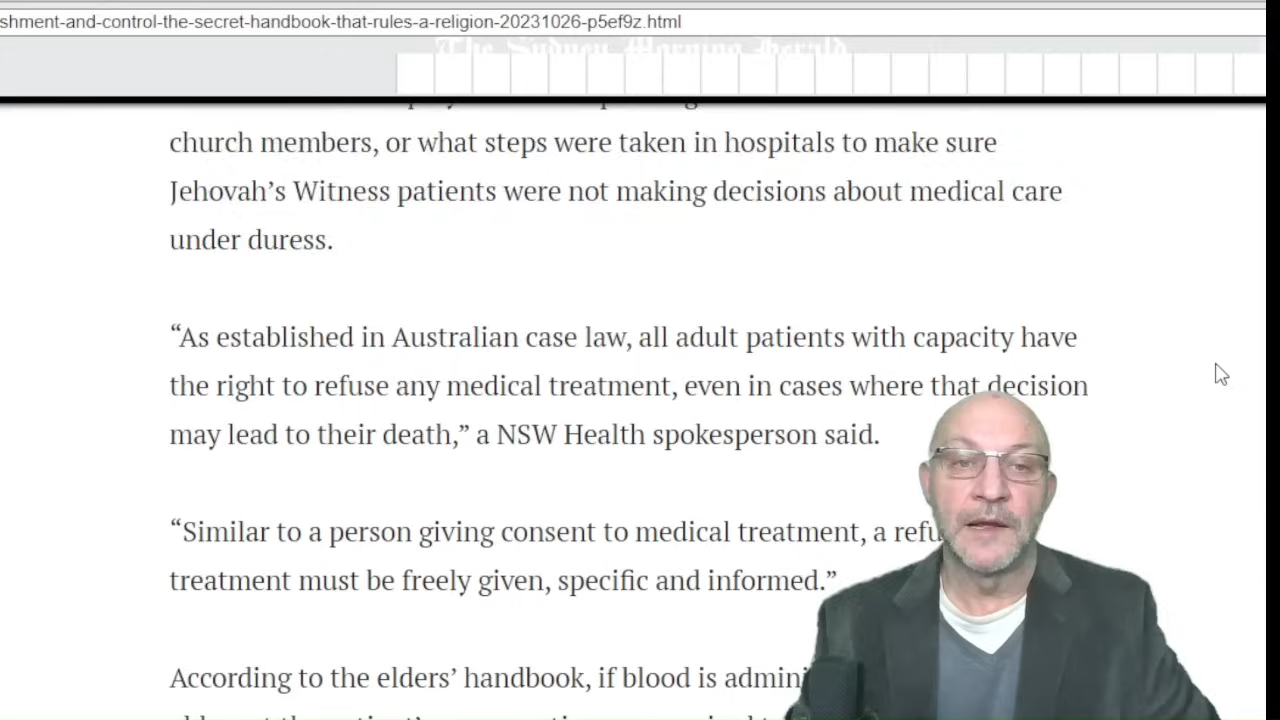 shment-and-control-the-secret-handbook-that-rules-a-religion-20231026-p5ef9z.html
The Sydney Morning Herald
church members, or what steps were taken in hospitals to make sure
Jehovah’s Witness patients were not making decisions about medical care
under duress.
“As established in Australian case law, all adult patients with capacity have
the right to refuse any medical treatment, even in cases where that decision
may lead to their death,” a NSW Health spokesperson said.
“Similar to a person giving consent to medical treatment, a refu
treatment must be freely given, specific and informed.”
According to the elders’ handbook, if blood is admini